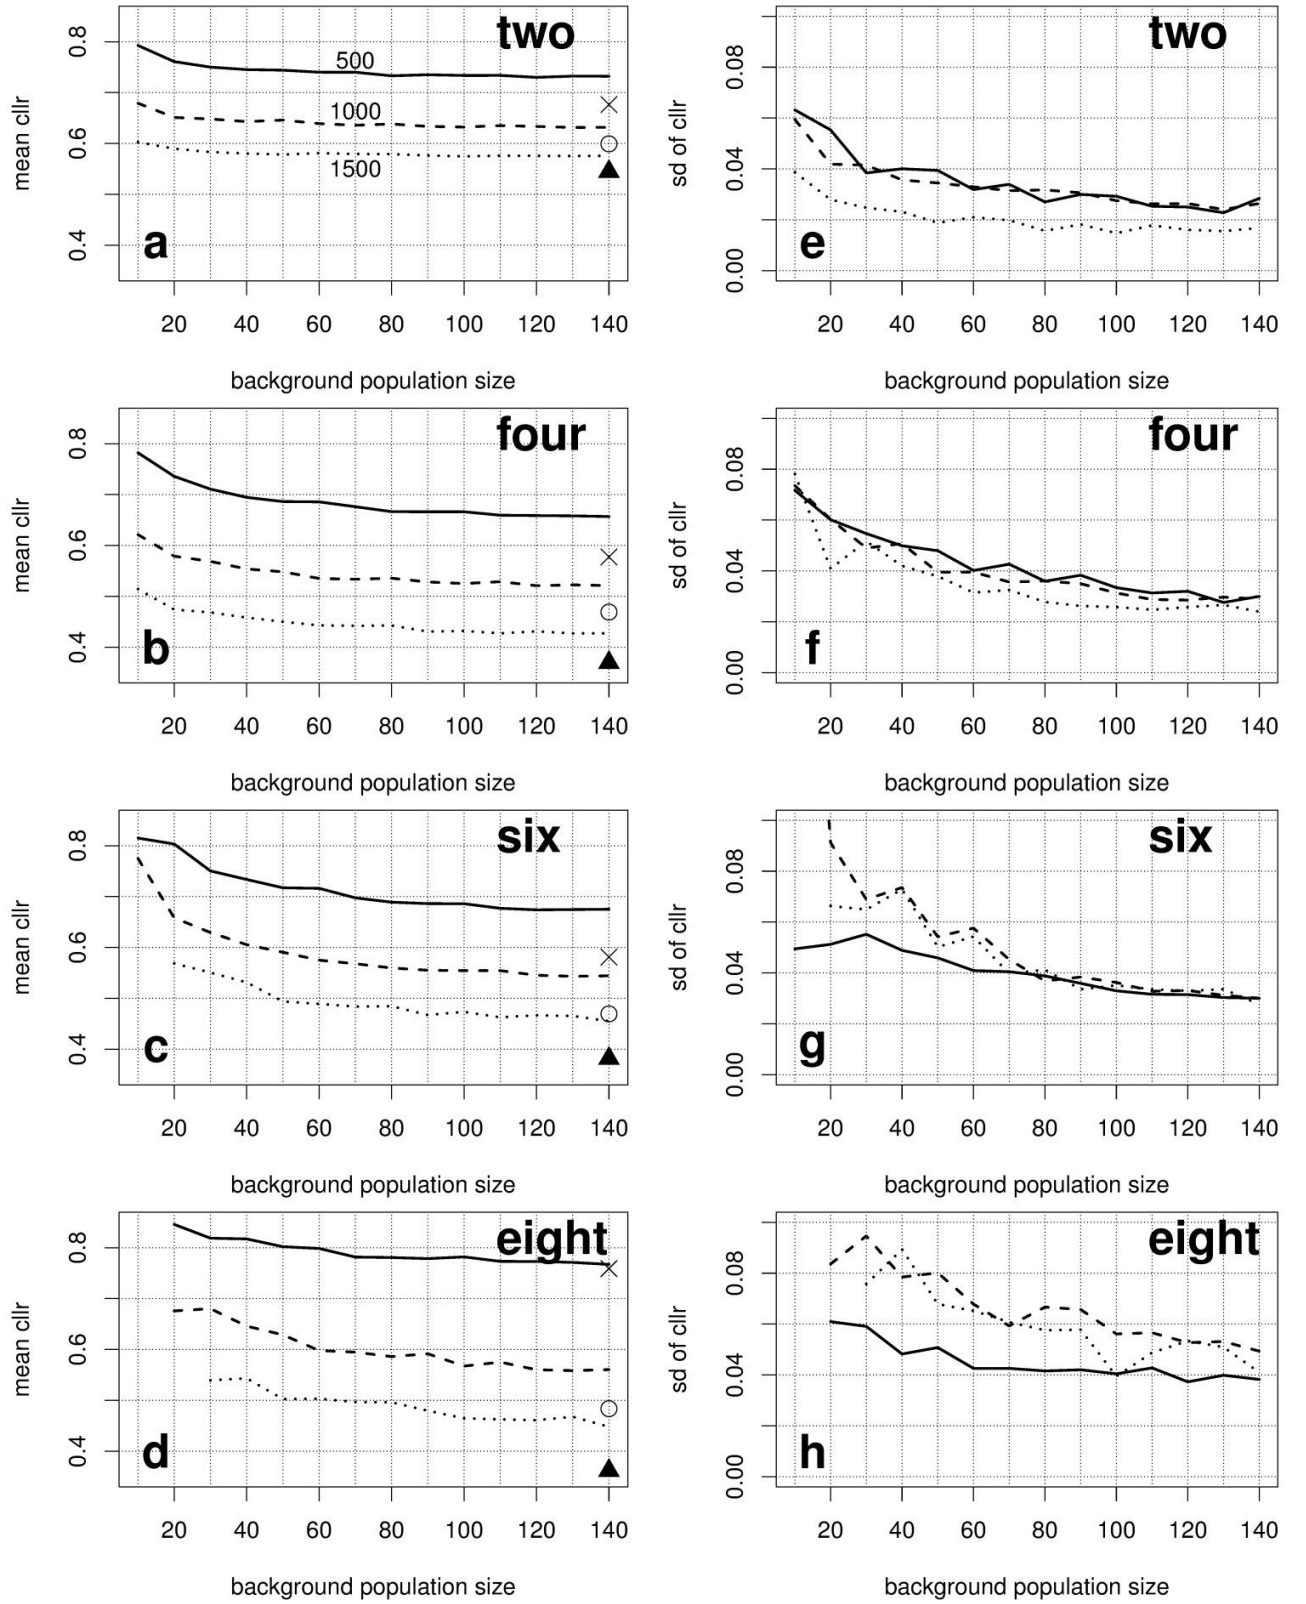 two
500
1000
1500
a
mean cllr
0.4 0.6 0.8
20 40 60 80 100 120 140
background population size
two
e
sd of cllr
0.00 0.04 0.08
20 40 60 80 100 120 140
background population size
four
b
mean cllr
0.4 0.6 0.8
20 40 60 80 100 120 140
background population size
four
f
sd of cllr
0.00 0.04 0.08
20 40 60 80 100 120 140
background population size
six
c
mean cllr
0.4 0.6 0.8
20 40 60 80 100 120 140
background population size
six
g
sd of cllr
0.00 0.04 0.08
20 40 60 80 100 120 140
background population size
eight
d
mean cllr
0.4 0.6 0.8
20 40 60 80 100 120 140
background population size
eight
h
sd of cllr
0.00 0.04 0.08
20 40 60 80 100 120 140
background population size